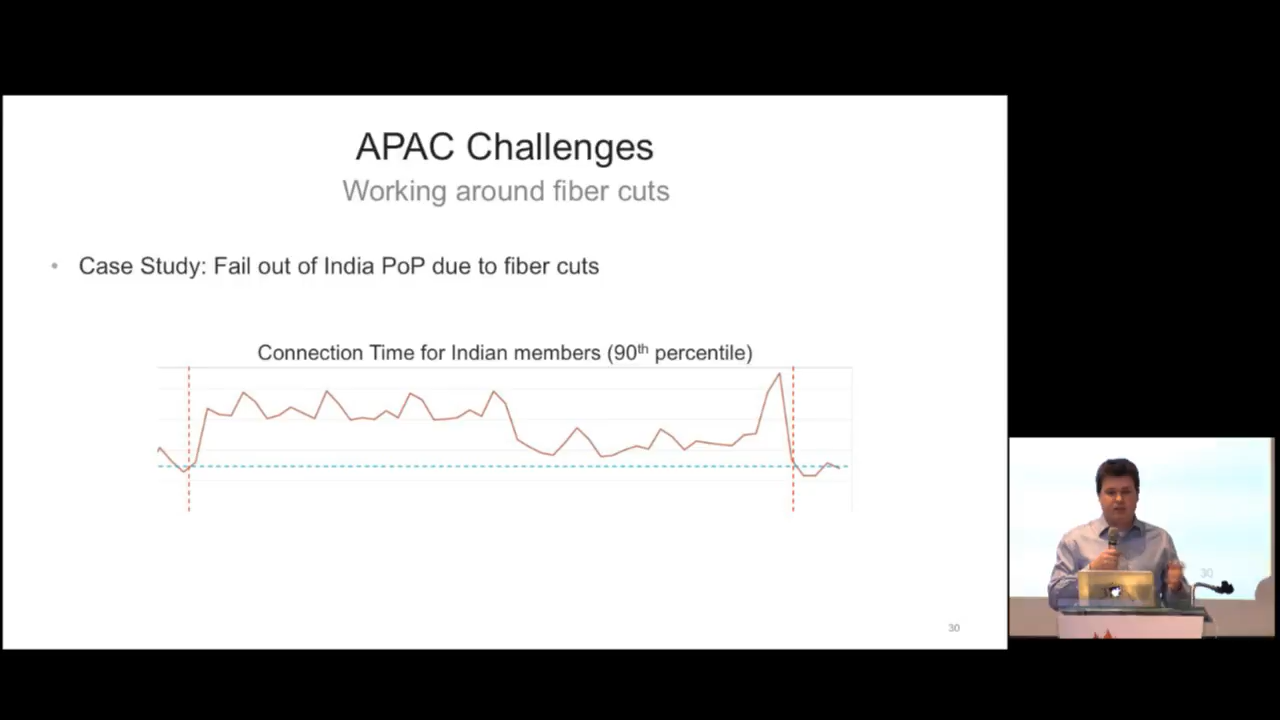 APAC Challenges
Working around fiber cuts
• Case Study: Fail out of India PoP due to fiber cuts
Connection Time for Indian members (90th percentile)
30
30